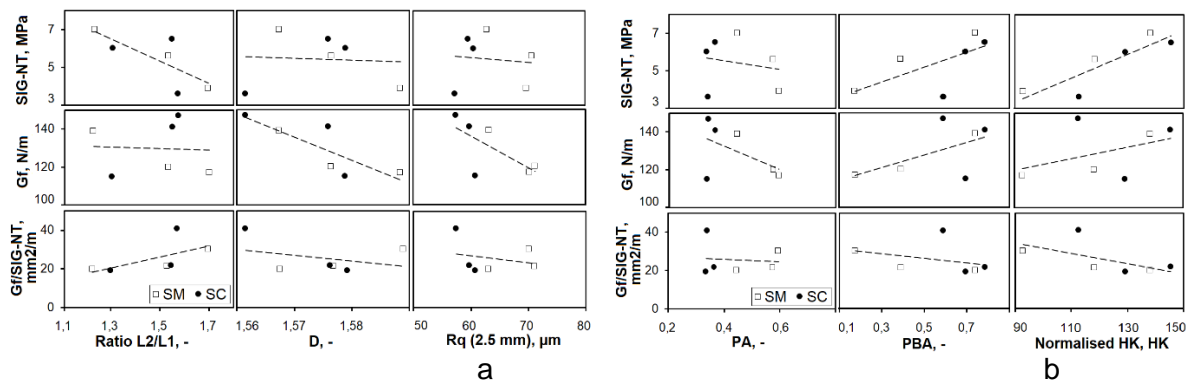 SIG-NT, MPa
7
5
3
Gf, N/m
140
120
100
Gf/SIG-NT,
mm2/m
40
20
0
SM SC
1,1 1,3 1,5 1,7
Ratio L2/L1, -
1,56 1,57 1,58
D, -
50 60 70 80
Rq (2.5 mm), µm
a
SIG-NT, MPa
7
5
3
Gf, N/m
140
120
100
Gf/SIG-NT,
mm2/m
40
20
0
SM SC
0,2 0,4 0,6
PA, -
0,1 0,3 0,5 0,7
PBA, -
90 110 130 150
Normalised HK, HK
b